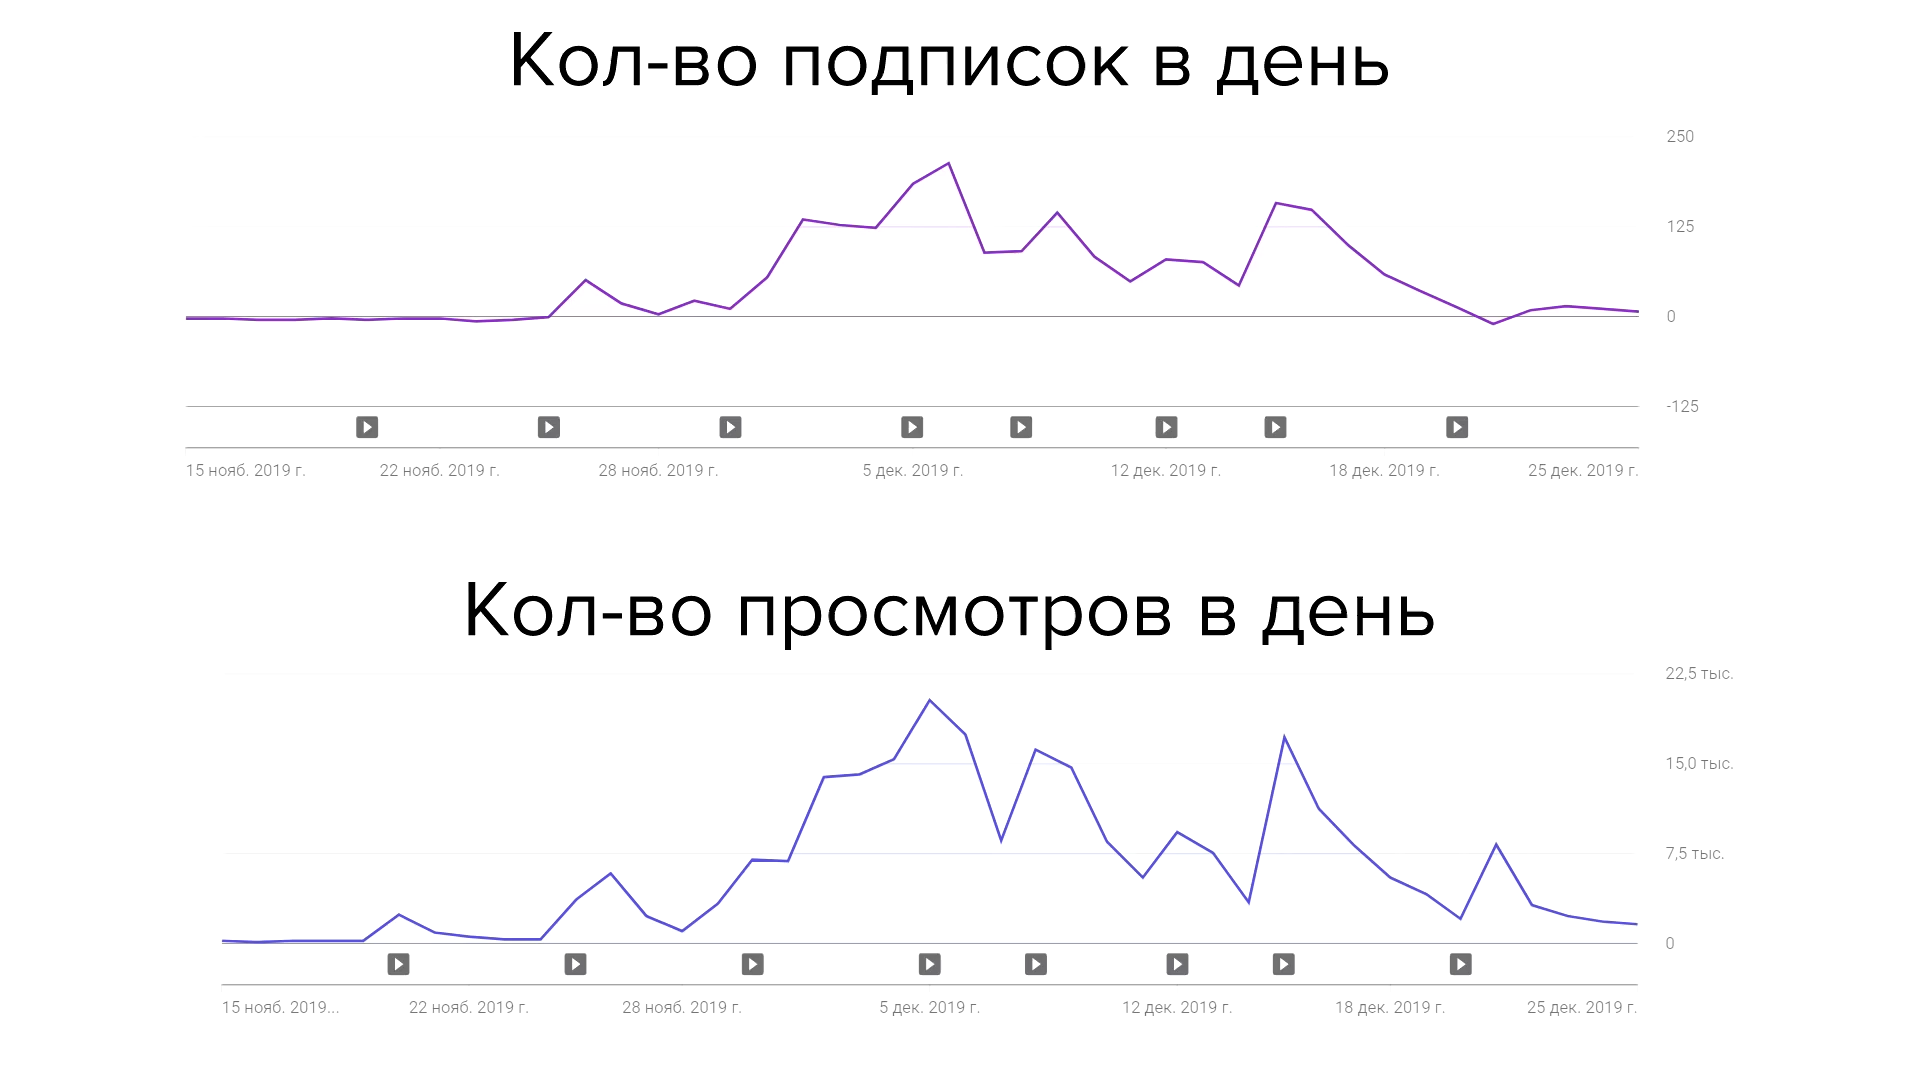 Кол-во подписок в день
250
125
0
-125
15 нояб. 2019 г. 22 нояб. 2019 г. 28 нояб. 2019 г. 5 дек. 2019 г. 12 дек. 2019 г. 18 дек. 2019 г. 25 дек. 2019 г.
Кол-во просмотров в день
22,5 тыс.
15,0 тыс.
7,5 тыс.
0
15 нояб. 2019... 22 нояб. 2019 г. 28 нояб. 2019 г. 5 дек. 2019 г. 12 дек. 2019 г. 18 дек. 2019 г. 25 дек. 2019 г.